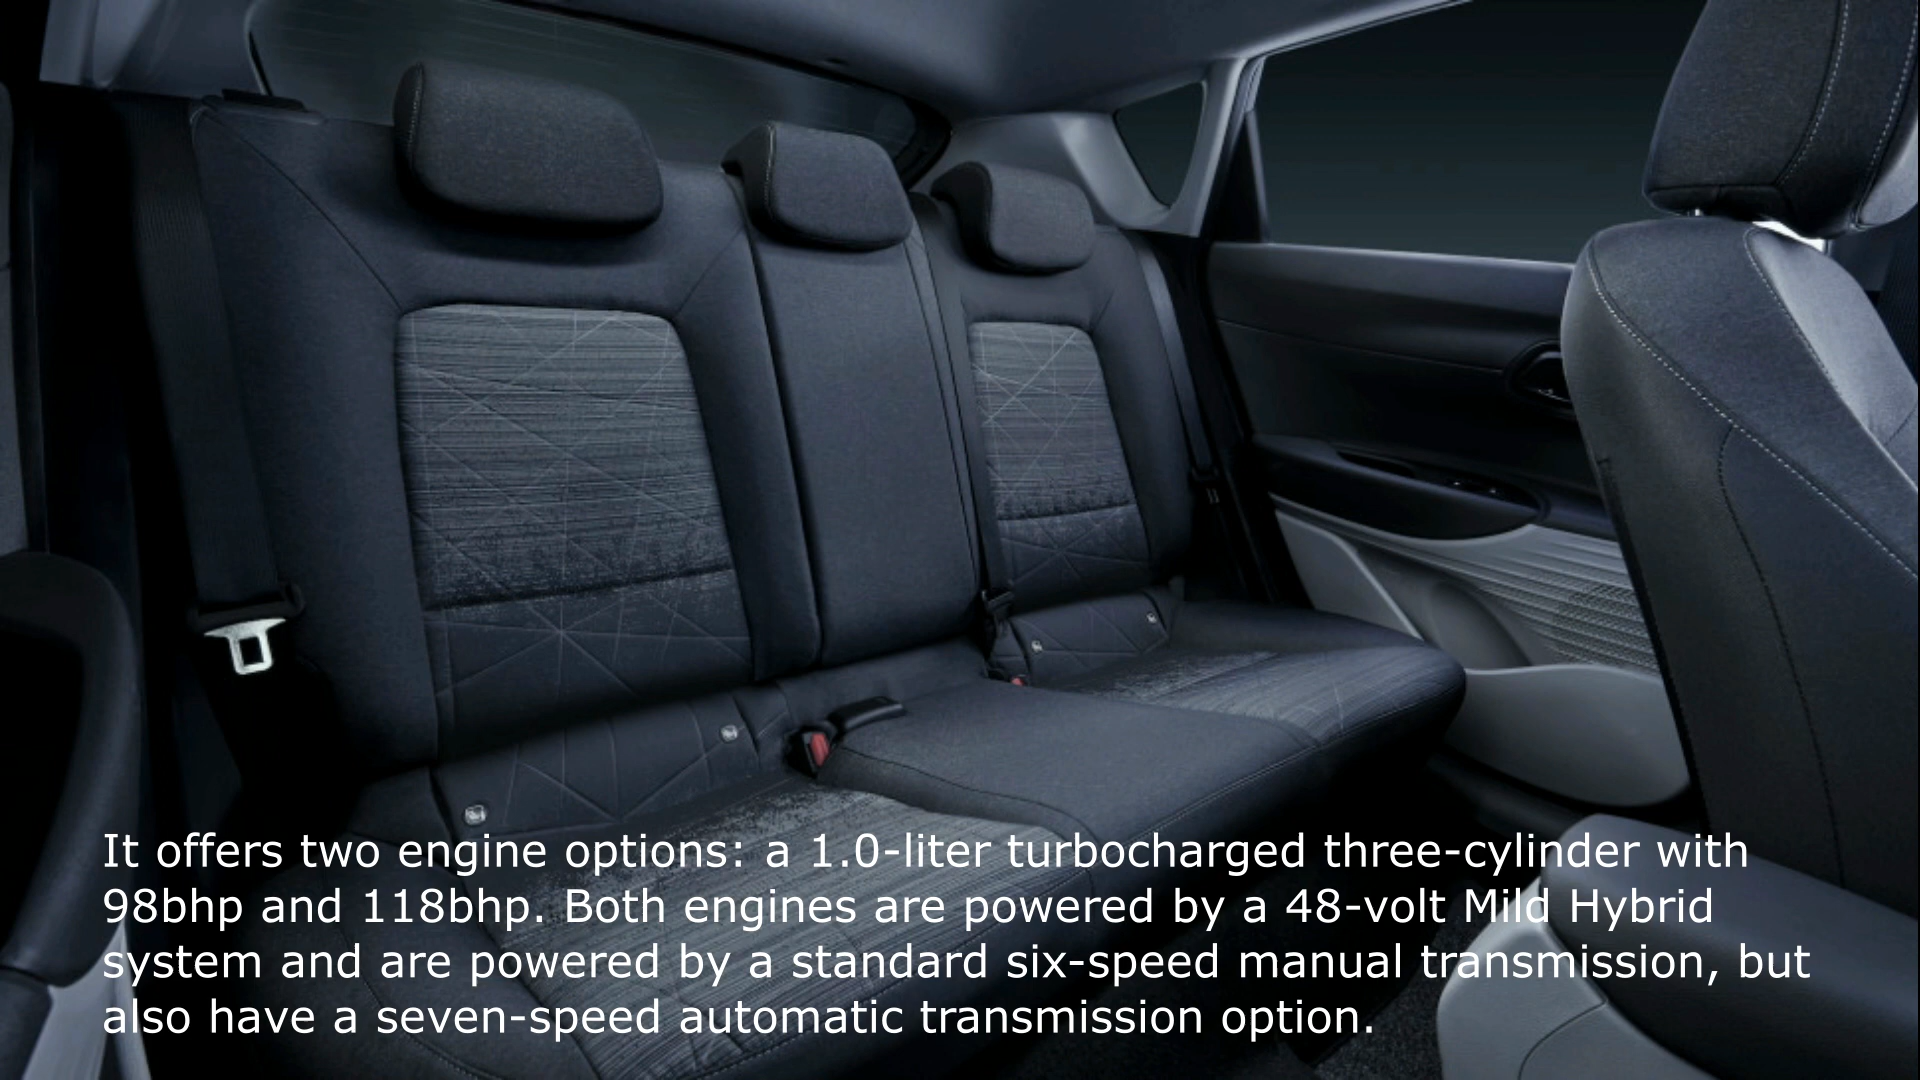 It offers two engine options: a 1.0-liter turbocharged three-cylinder with
98bhp and 118bhp. Both engines are powered by a 48-volt Mild Hybrid
system and are powered by a standard six-speed manual transmission, but
also have a seven-speed automatic transmission option.